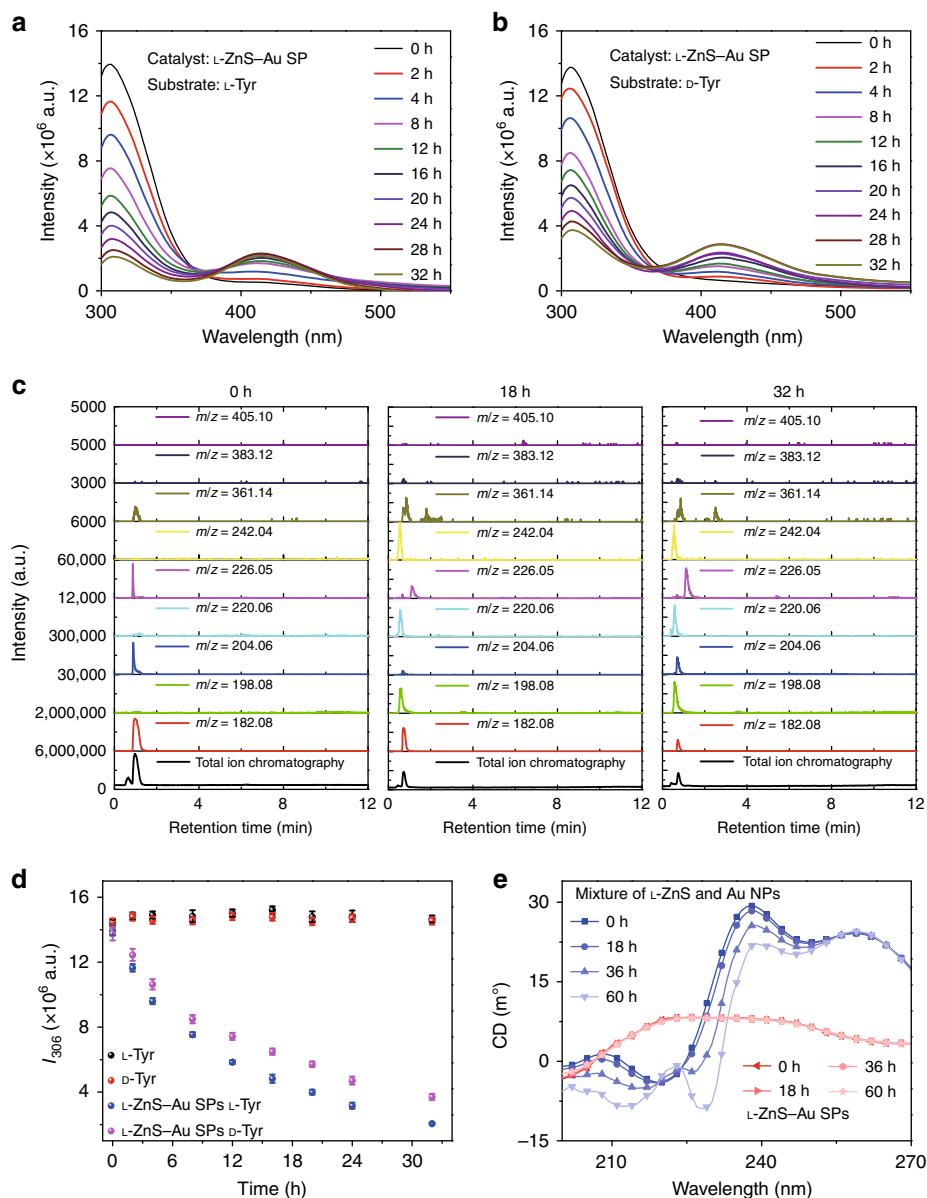 a
16
12
8
4
0
Intensity (×10⁶ a.u.)
Catalyst: ʟ-ZnS–Au SP
Substrate: ʟ-Tyr
0 h
2 h
4 h
8 h
12 h
16 h
20 h
24 h
28 h
32 h
300
400
500
Wavelength (nm)
b
16
12
8
4
0
Intensity (×10⁶ a.u.)
Catalyst: ʟ-ZnS–Au SP
Substrate: ᴅ-Tyr
0 h
2 h
4 h
8 h
12 h
16 h
20 h
24 h
28 h
32 h
300
400
500
Wavelength (nm)
c
0 h
18 h
32 h
Intensity (a.u.)
5000
5000
3000
6000
60,000
12,000
300,000
30,000
2,000,000
6,000,000
0
m/z = 405.10
m/z = 383.12
m/z = 361.14
m/z = 242.04
m/z = 226.05
m/z = 220.06
m/z = 204.06
m/z = 198.08
m/z = 182.08
Total ion chromatography
0 4 8 12
Retention time (min)
m/z = 405.10
m/z = 383.12
m/z = 361.14
m/z = 242.04
m/z = 226.05
m/z = 220.06
m/z = 204.06
m/z = 198.08
m/z = 182.08
Total ion chromatography
0 4 8 12
Retention time (min)
m/z = 405.10
m/z = 383.12
m/z = 361.14
m/z = 242.04
m/z = 226.05
m/z = 220.06
m/z = 204.06
m/z = 198.08
m/z = 182.08
Total ion chromatography
0 4 8 12
Retention time (min)
d
16
12
8
4
I₃₀₆ (×10⁶ a.u.)
ʟ-Tyr
ᴅ-Tyr
ʟ-ZnS–Au SPs ʟ-Tyr
ʟ-ZnS–Au SPs ᴅ-Tyr
0 6 12 18 24 30
Time (h)
e
30
15
0
−15
CD (m°)
Mixture of ʟ-ZnS and Au NPs
0 h
18 h
36 h
60 h
0 h
36 h
18 h
60 h
ʟ-ZnS–Au SPs
210 240 270
Wavelength (nm)